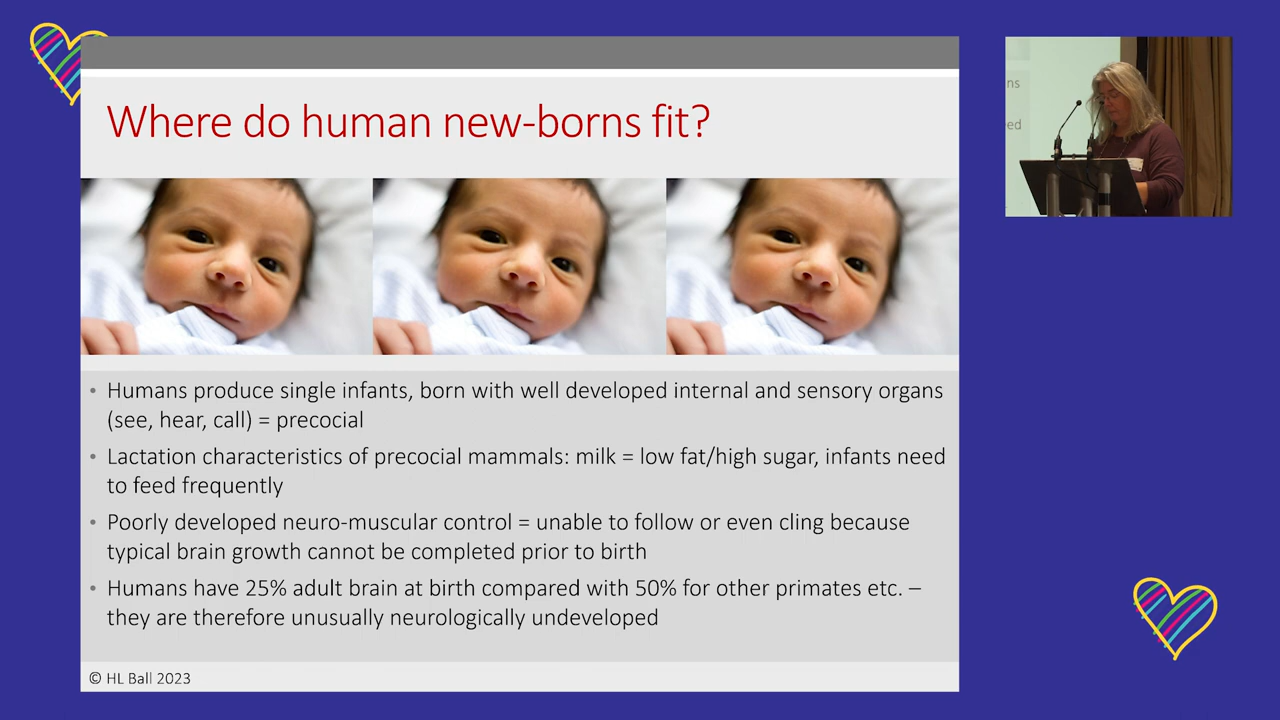 Where do human new-borns fit?
• Humans produce single infants, born with well developed internal and sensory organs
(see, hear, call) = precocial
• Lactation characteristics of precocial mammals: milk = low fat/high sugar, infants need
to feed frequently
• Poorly developed neuro-muscular control = unable to follow or even cling because
typical brain growth cannot be completed prior to birth
• Humans have 25% adult brain at birth compared with 50% for other primates etc. –
they are therefore unusually neurologically undeveloped
© HL Ball 2023
ns
ed